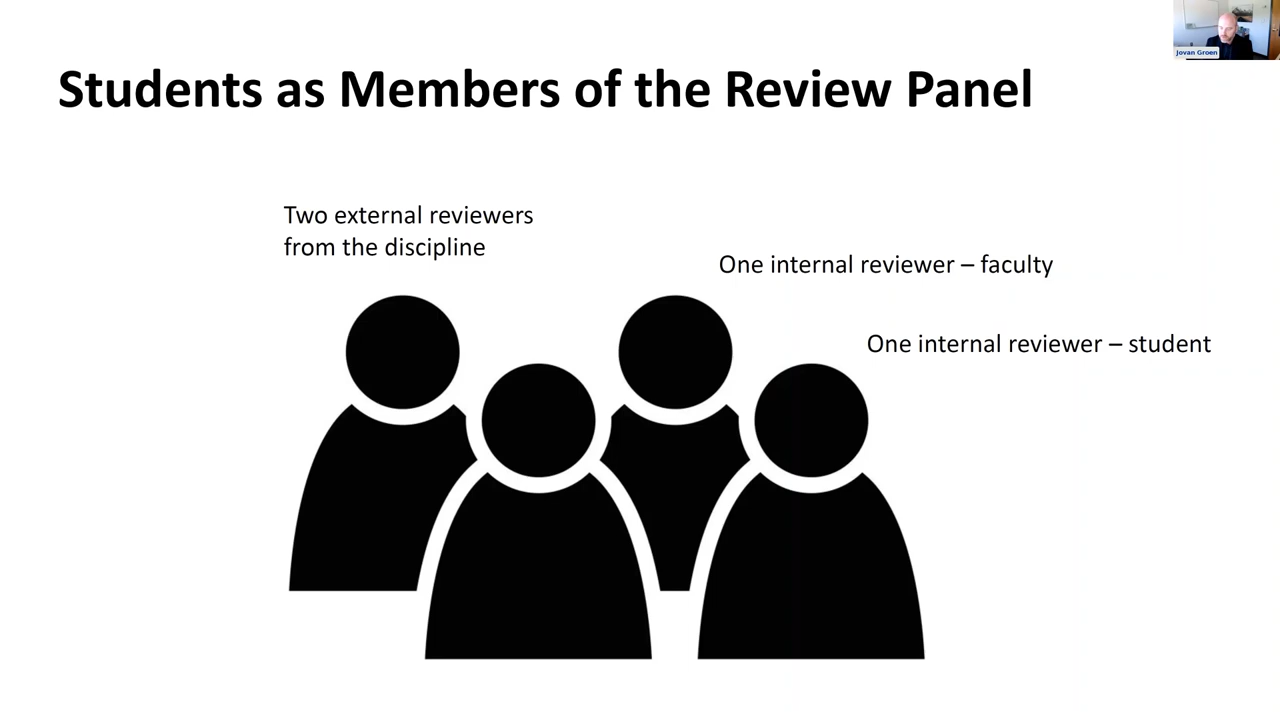 Jovan Groen
Students as Members of the Review Panel
Two external reviewers
from the discipline
One internal reviewer – faculty
One internal reviewer – student